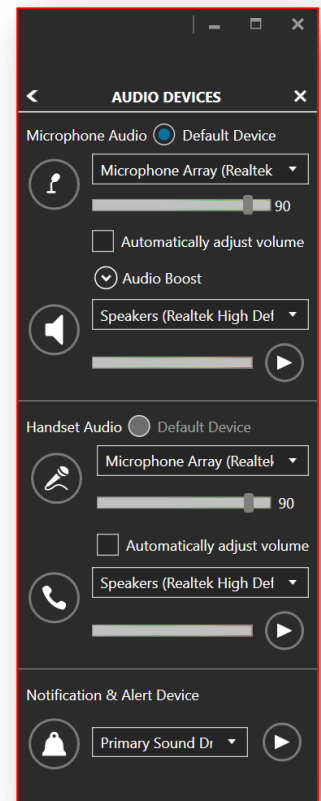 AUDIO DEVICES
Microphone Audio Default Device
Microphone Array (Realtek
90
Automatically adjust volume
Audio Boost
Speakers (Realtek High Def
Handset Audio Default Device
Microphone Array (Realtek
90
Automatically adjust volume
Speakers (Realtek High Def
Notification & Alert Device
Primary Sound Dr